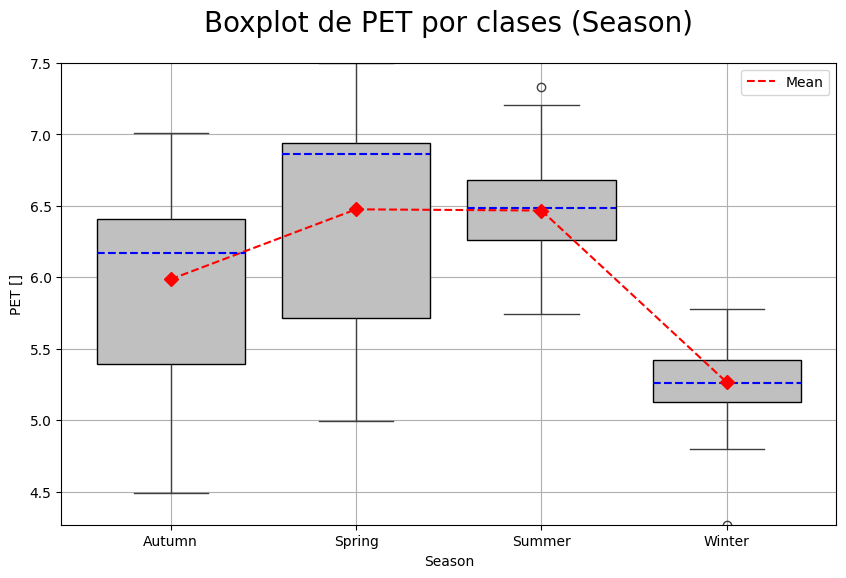 Boxplot de PET por clases (Season)
Mean
PET []
7.5
7.0
6.5
6.0
5.5
5.0
4.5
Autumn
Spring
Summer
Winter
Season